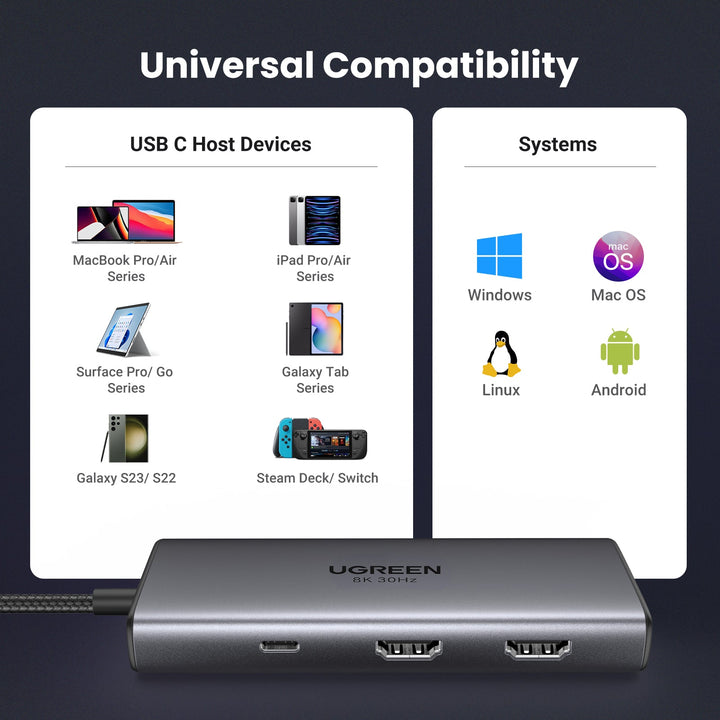 Universal Compatibility
USB C Host Devices
MacBook Pro/Air
Series
iPad Pro/Air
Series
Surface Pro/ Go
Series
Galaxy Tab
Series
Galaxy S23/ S22
Steam Deck/ Switch
Systems
Windows
mac
OS
Mac OS
Linux
Android
UGREEN
8K 30Hz